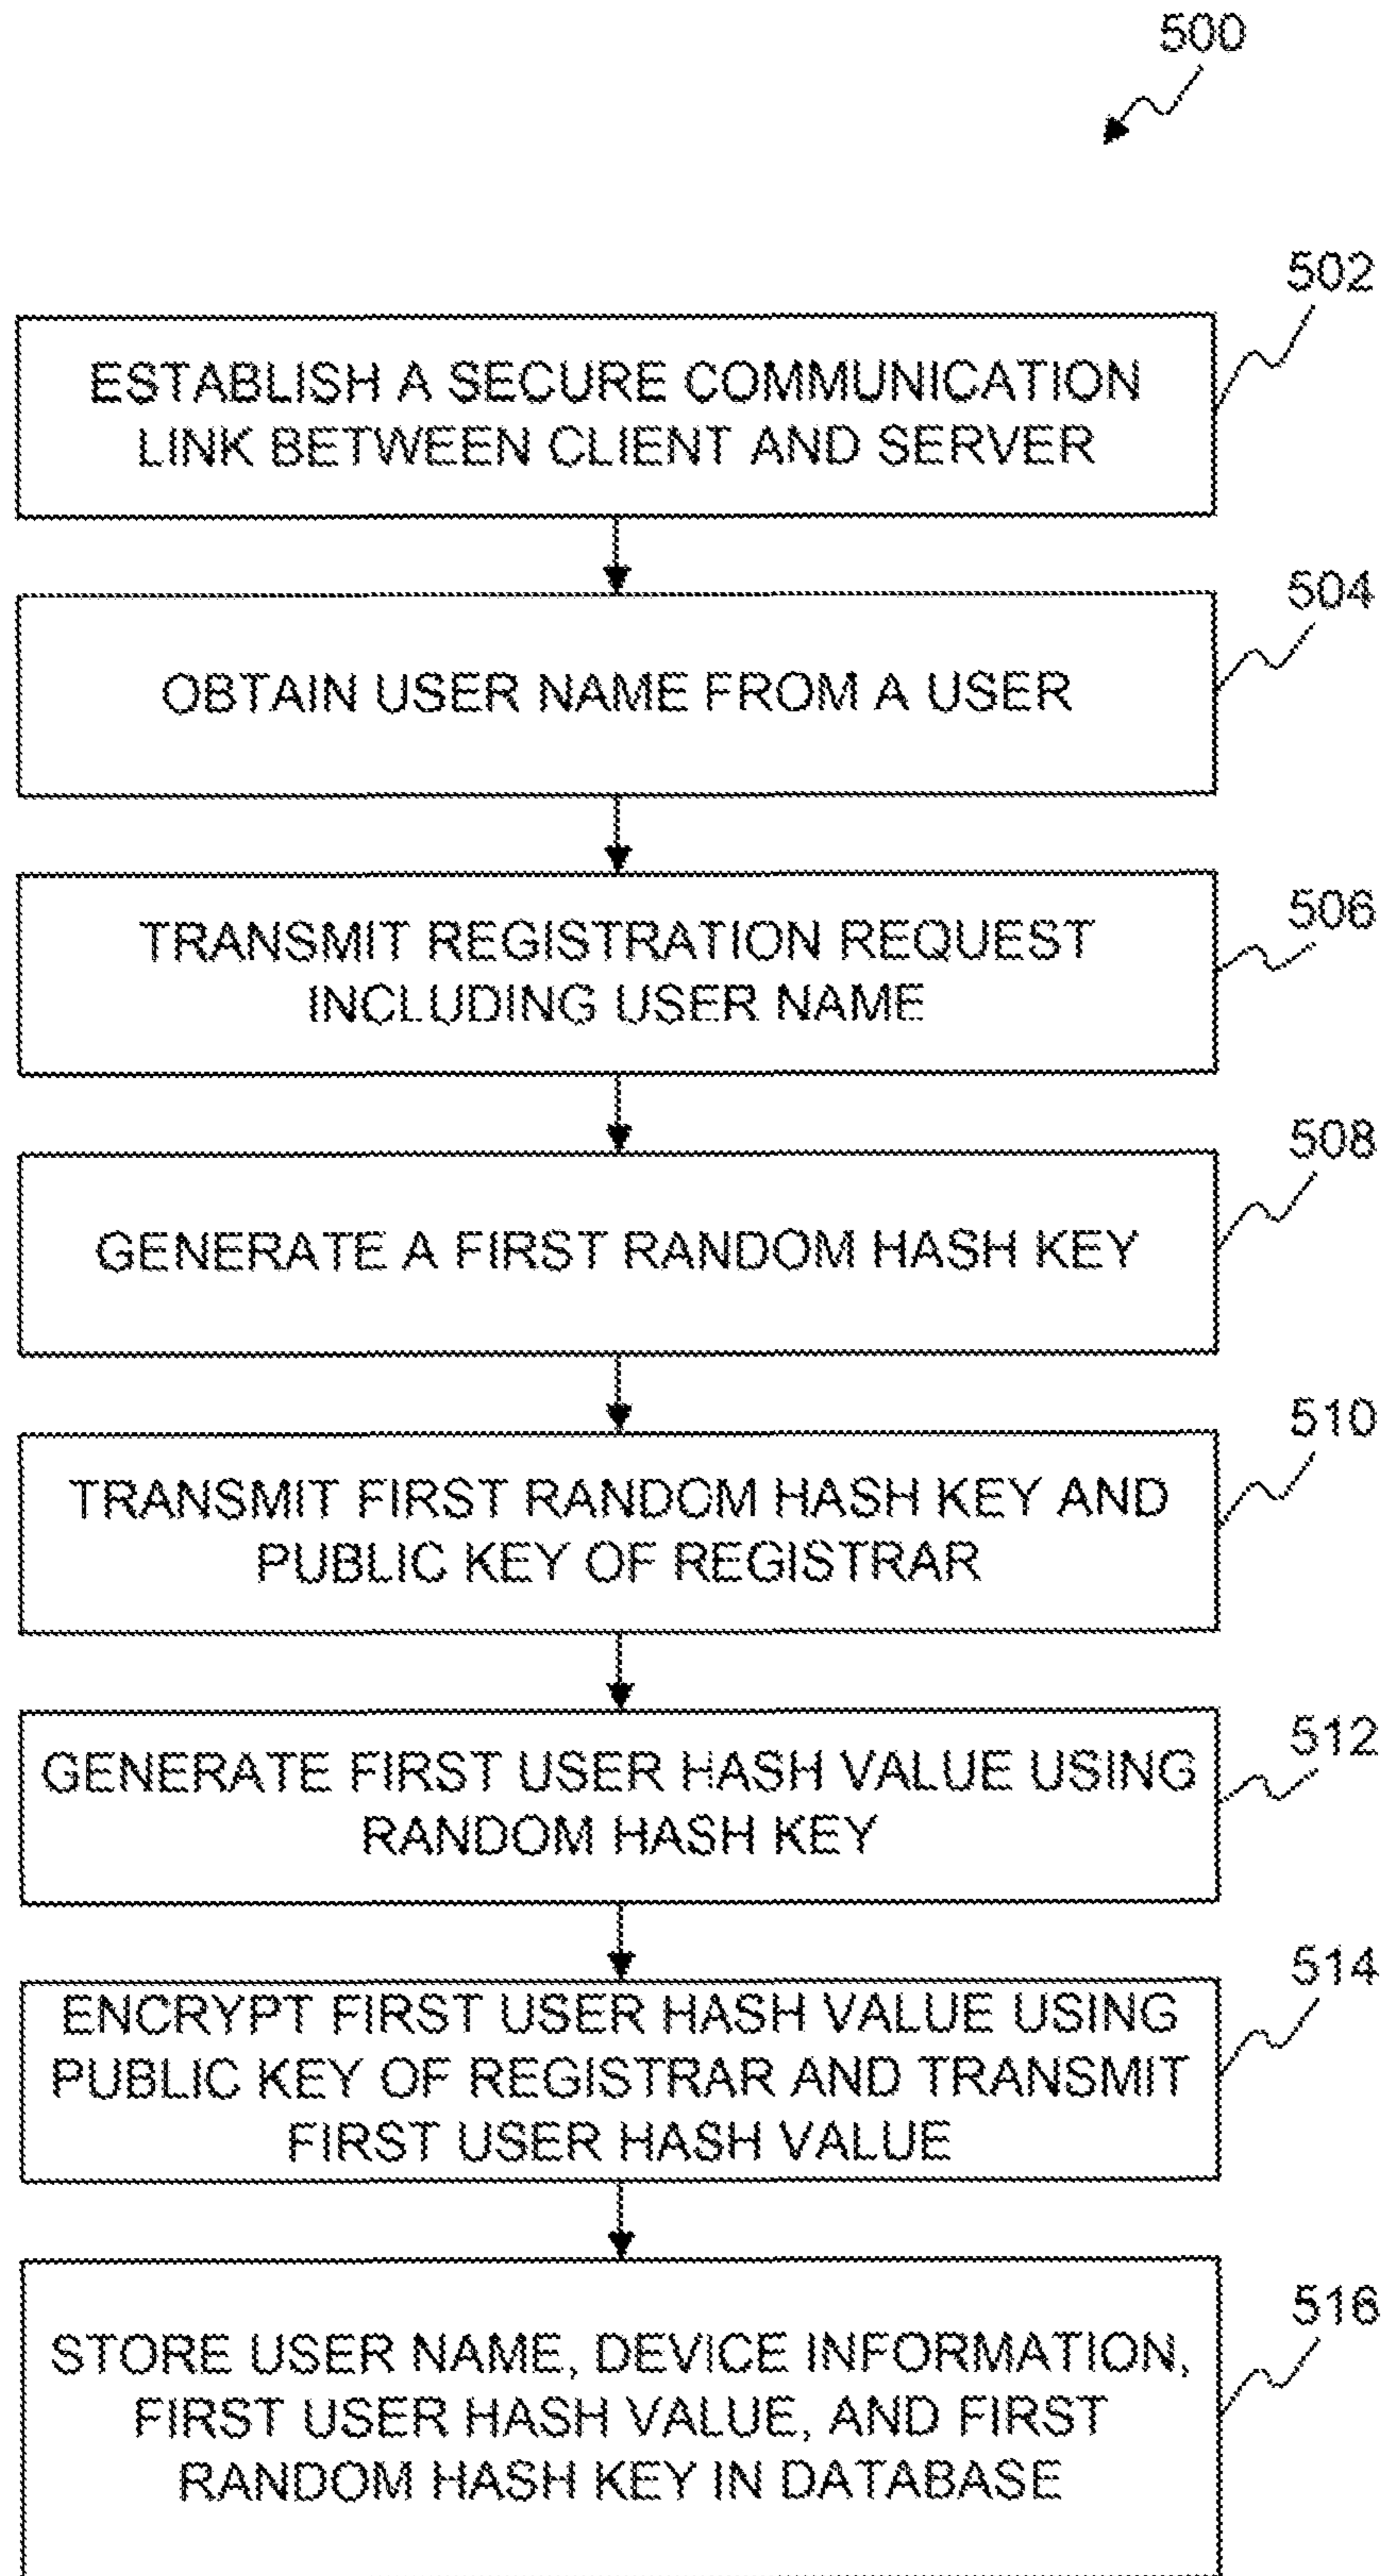 500
502
ESTABLISH A SECURE COMMUNICATION
LINK BETWEEN CLIENT AND SERVER
504
OBTAIN USER NAME FROM A USER
506
TRANSMIT REGISTRATION REQUEST
INCLUDING USER NAME
508
GENERATE A FIRST RANDOM HASH KEY
510
TRANSMIT FIRST RANDOM HASH KEY AND
PUBLIC KEY OF REGISTRAR
512
GENERATE FIRST USER HASH VALUE USING
RANDOM HASH KEY
514
ENCRYPT FIRST USER HASH VALUE USING
PUBLIC KEY OF REGISTRAR AND TRANSMIT
FIRST USER HASH VALUE
516
STORE USER NAME, DEVICE INFORMATION,
FIRST USER HASH VALUE, AND FIRST
RANDOM HASH KEY IN DATABASE